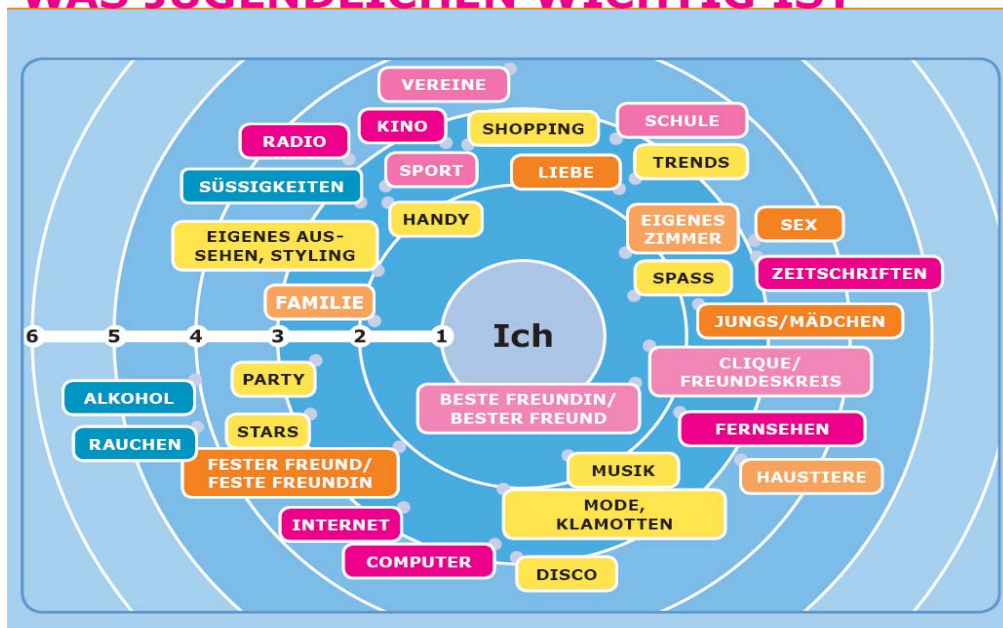 WAS JUGENDLICHEN WICHTIG IST
VEREINE
KINO
SHOPPING
SCHULE
RADIO
SPORT
LIEBE
TRENDS
SÜSSIGKEITEN
HANDY
EIGENES
ZIMMER
SEX
EIGENES AUS-
SEHEN, STYLING
SPASS
ZEITSCHRIFTEN
FAMILIE
JUNGS/MÄDCHEN
6 5 4 3 2 1
Ich
CLIQUE/
FREUNDESKREIS
PARTY
ALKOHOL
BESTE FREUNDIN/
BESTER FREUND
STARS
RAUCHEN
FERNSEHEN
FESTER FREUND/
FESTE FREUNDIN
MUSIK
HAUSTIERE
MODE,
KLAMOTTEN
INTERNET
COMPUTER
DISCO